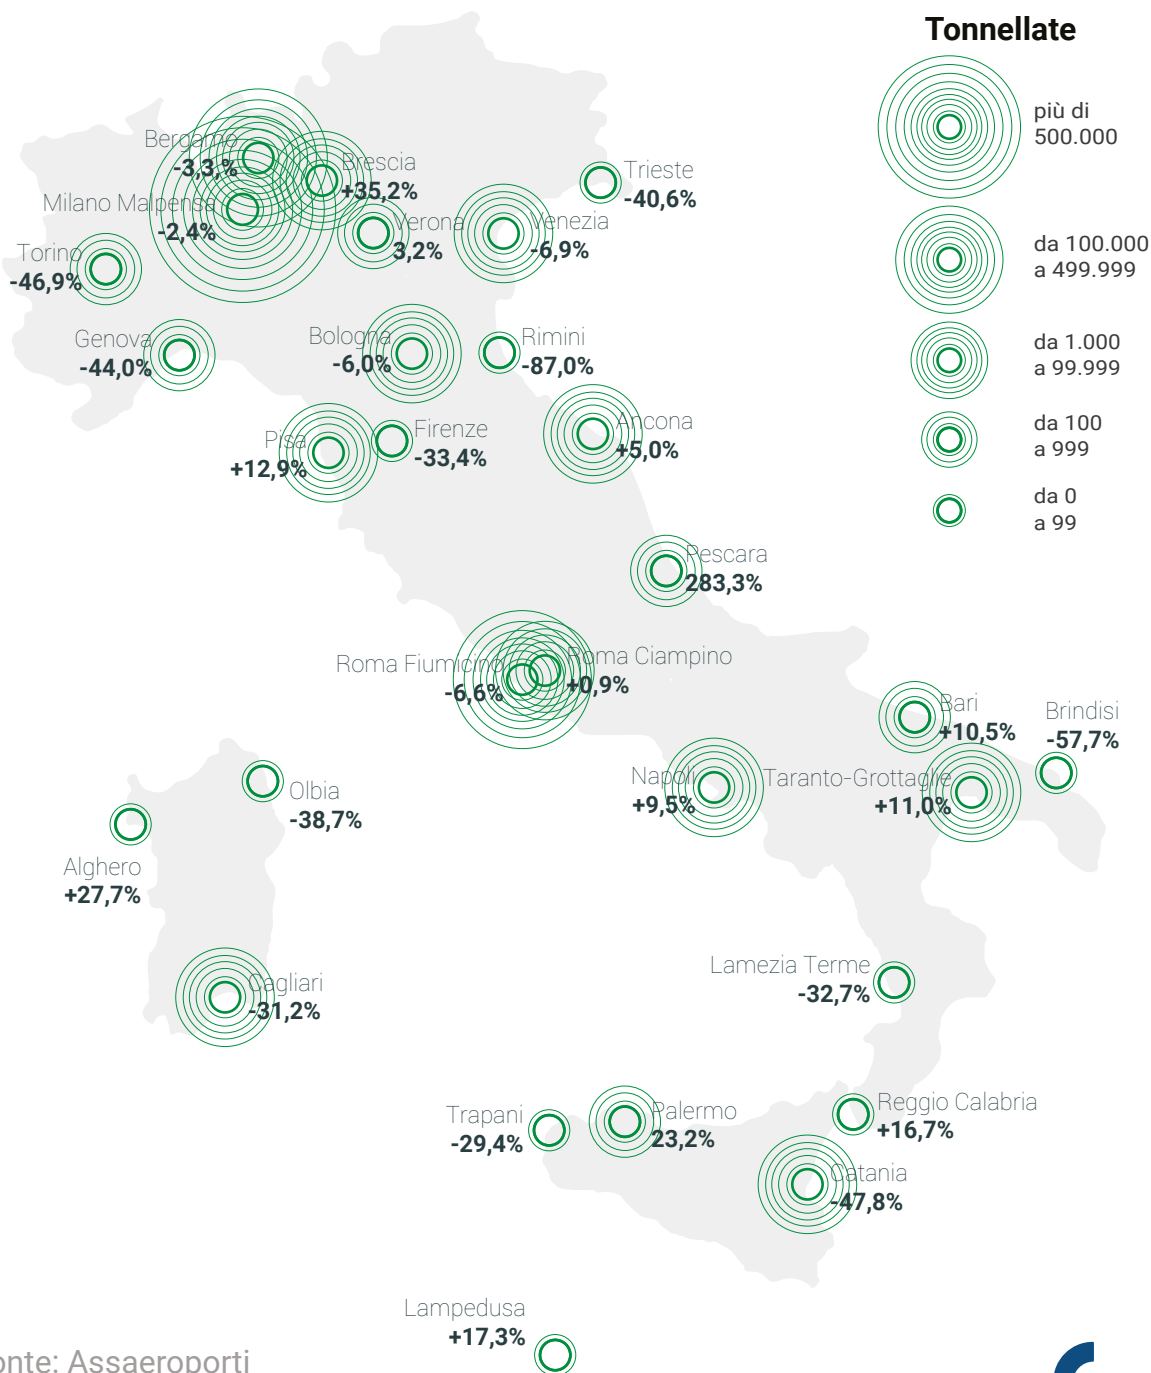 Tonnellate
più di
500.000
da 100.000
a 499.999
da 1.000
a 99.999
da 100
a 999
da 0
a 99
Bergamo
-3,3,%
Brescia
+35,2%
Trieste
-40,6%
Milano Malpensa
-2,4%
Verona
3,2%
Venezia
-6,9%
Torino
-46,9%
Genova
-44,0%
Bologna
-6,0%
Rimini
-87,0%
Pisa
+12,9%
Firenze
-33,4%
Ancona
+5,0%
Pescara
283,3%
Roma Fiumicino
-6,6%
Roma Ciampino
+0,9%
Bari
+10,5%
Brindisi
-57,7%
Napoli
+9,5%
Taranto-Grottaglie
+11,0%
Olbia
-38,7%
Alghero
+27,7%
Cagliari
-31,2%
Lamezia Terme
-32,7%
Trapani
-29,4%
Palermo
23,2%
Reggio Calabria
+16,7%
Catania
-47,8%
Lampedusa
+17,3%
onte: Assaeroporti